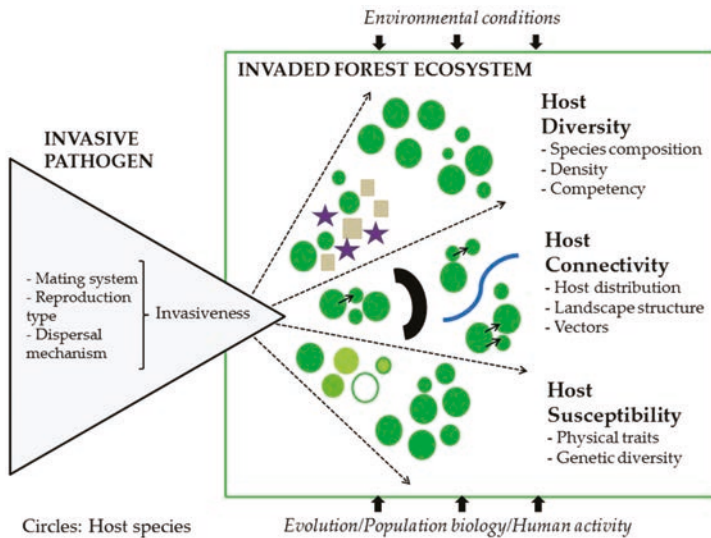 Environmental conditions
INVADED FOREST ECOSYSTEM
INVASIVE
PATHOGEN
- Mating system
- Reproduction
type
- Dispersal
mechanism
Invasiveness
Host
Diversity
- Species composition
- Density
- Competency
Host
Connectivity
- Host distribution
- Landscape structure
- Vectors
Host
Susceptibility
- Physical traits
- Genetic diversity
Circles: Host species
Evolution/Population biology/Human activity